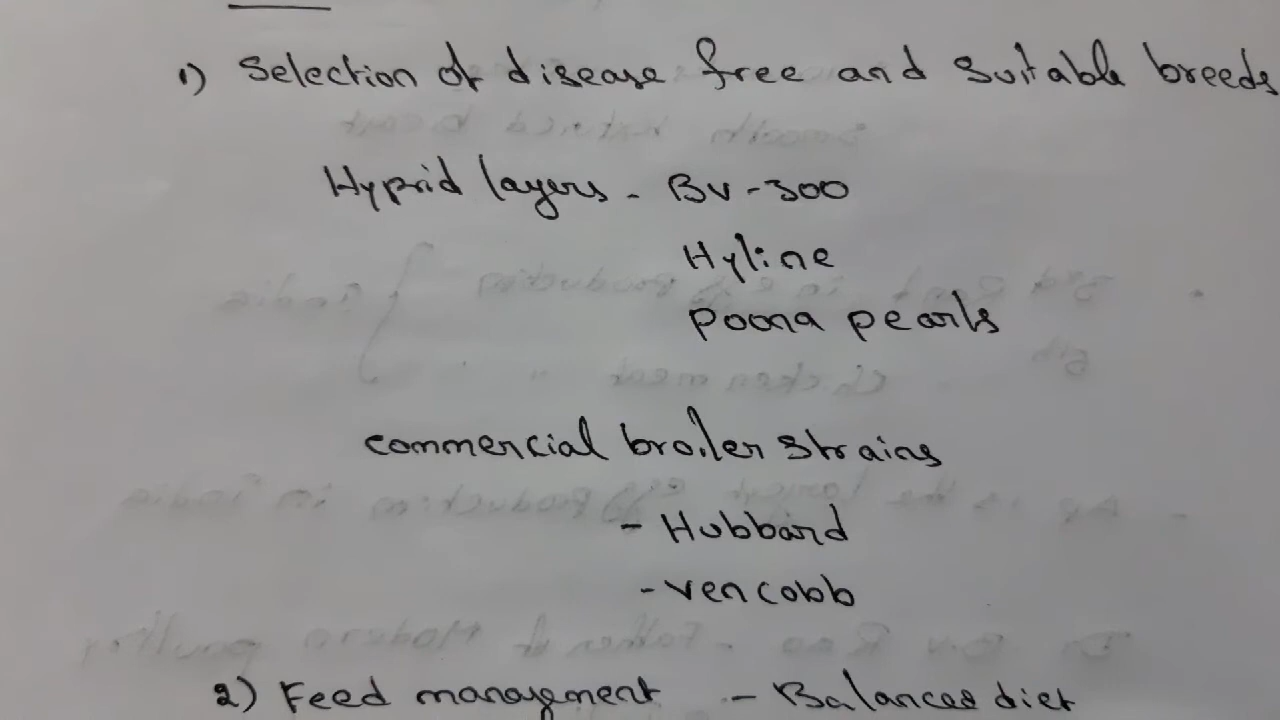 1) Selection of disease free and suitable breeds
Hyprid layers - BV-300
Hyline
Poona pearls
commercial broiler strains
- Hubbard
- Vencobb
2) Feed management - Balanced diet